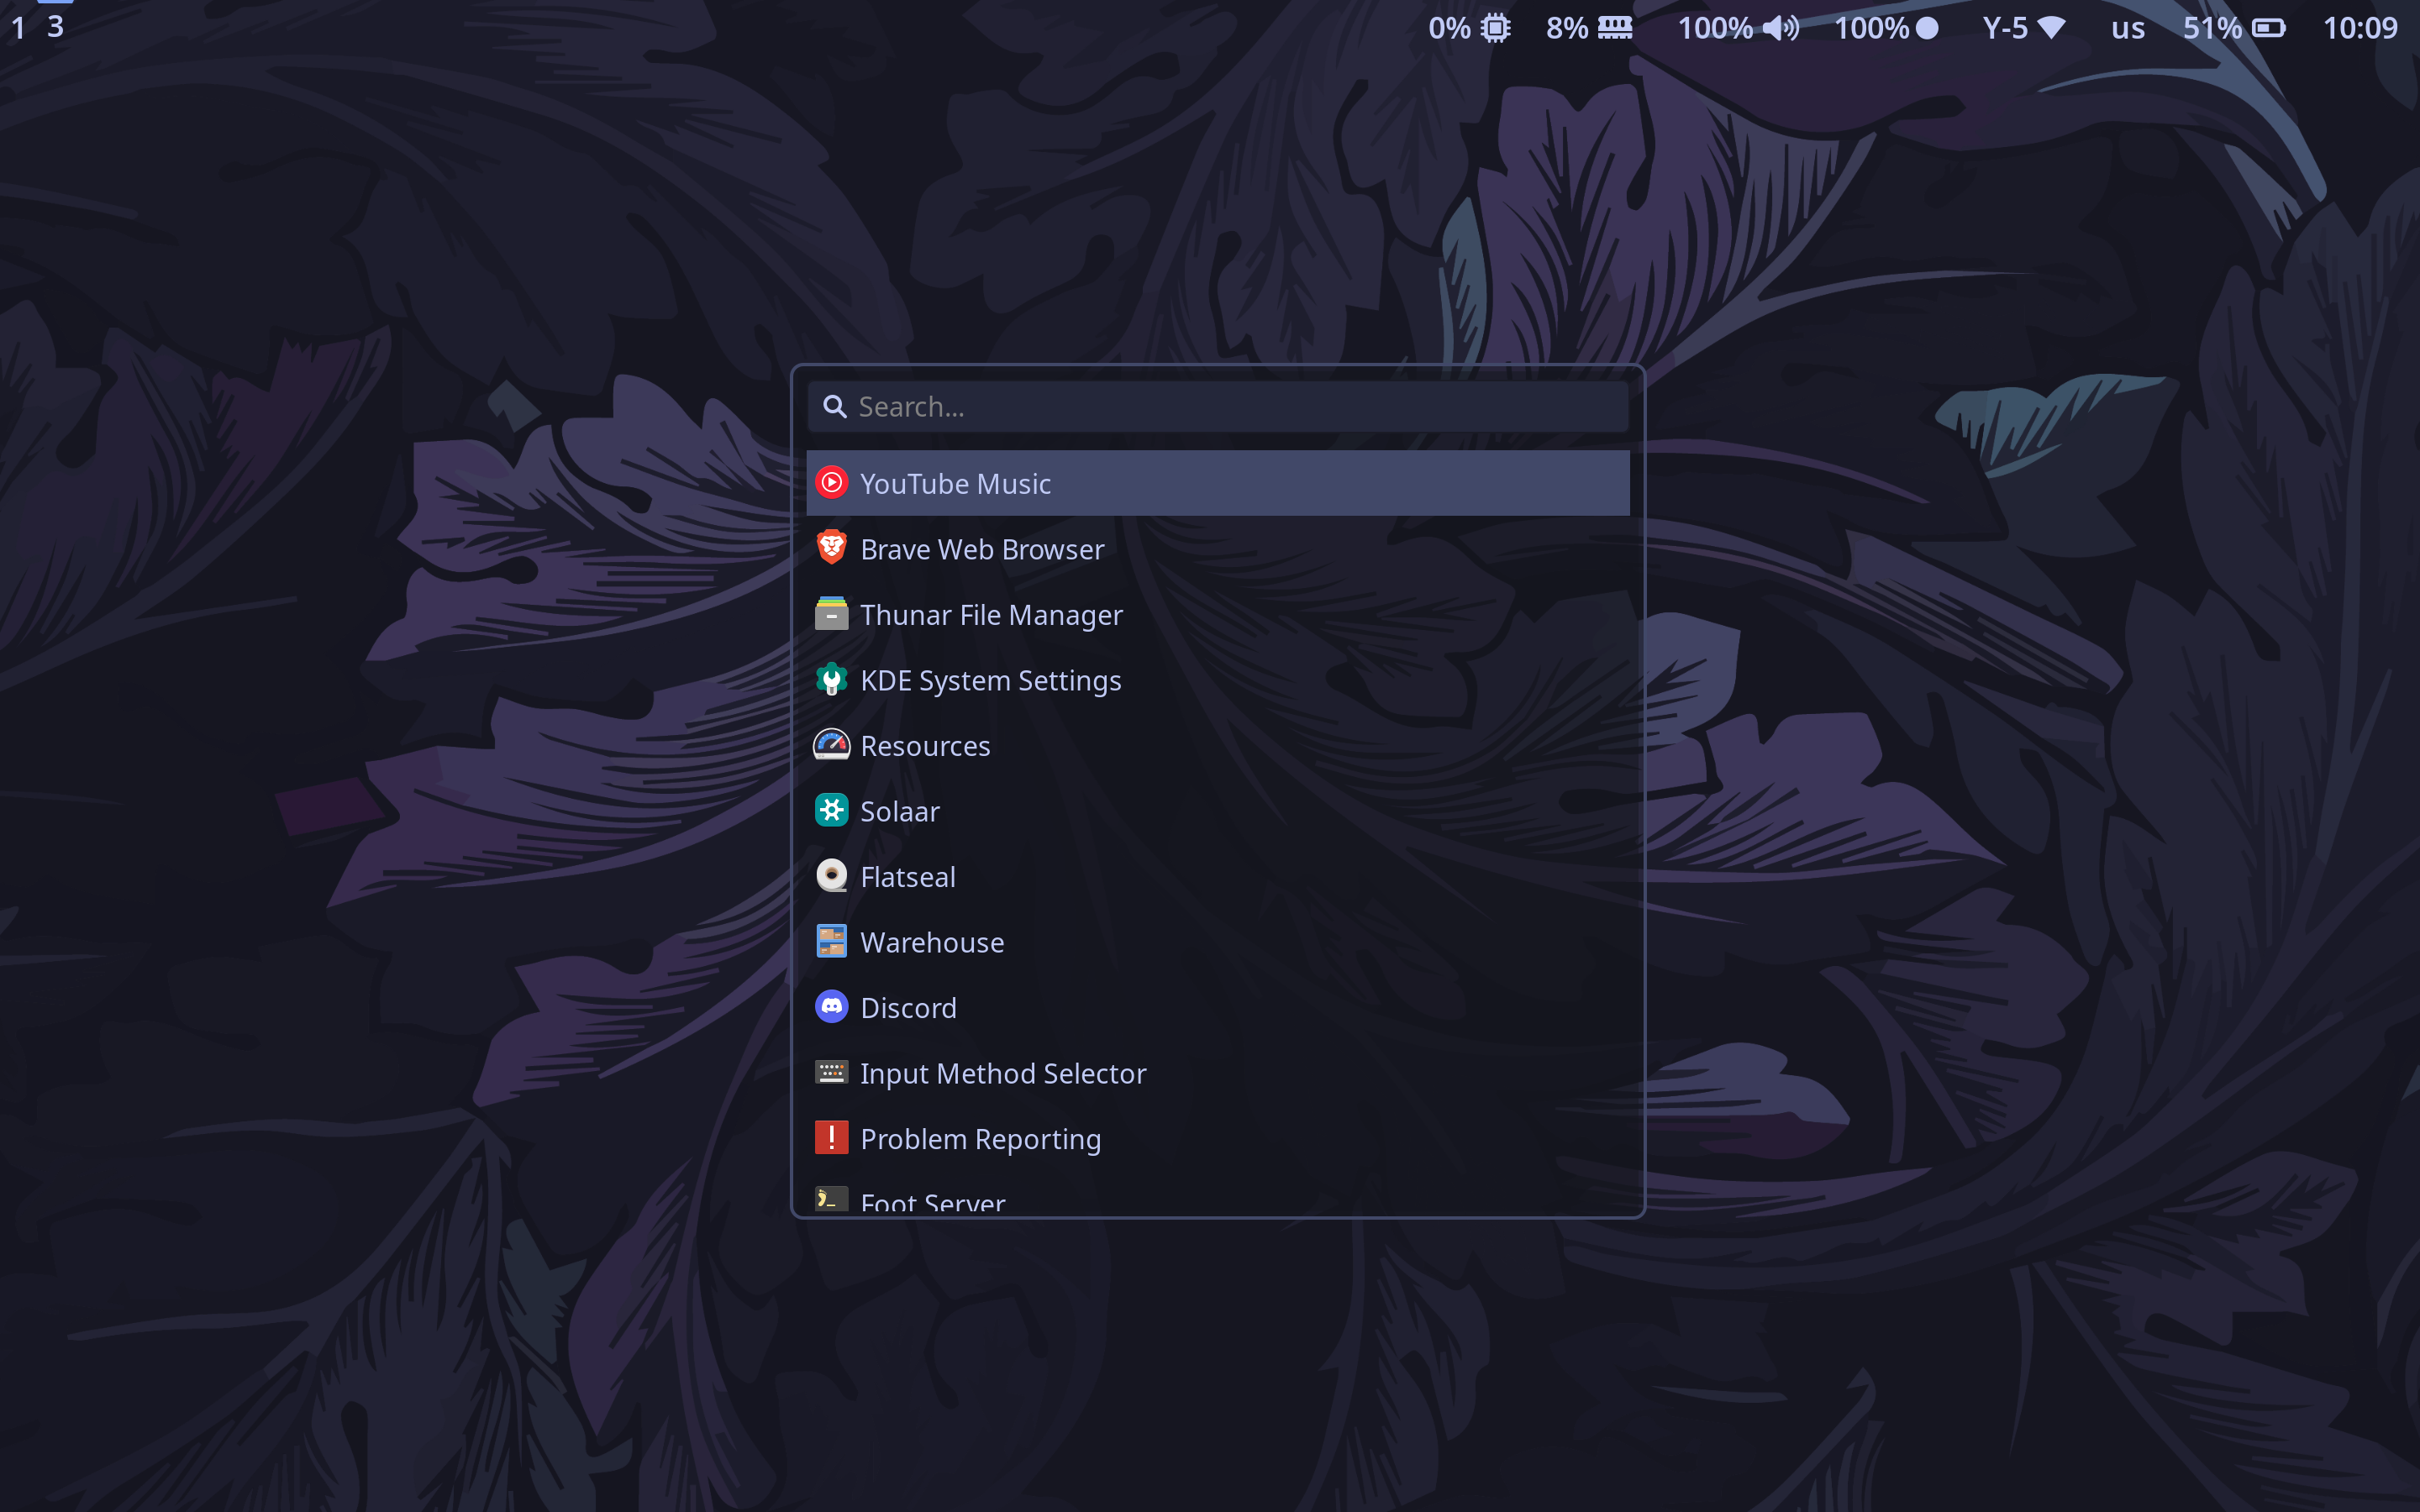 1 3 0% 8% 100% 100% Y-5 us 51% 10:09
Search...
YouTube Music
Brave Web Browser
Thunar File Manager
KDE System Settings
Resources
Solaar
Flatseal
Warehouse
Discord
Input Method Selector
Problem Reporting
Foot Server